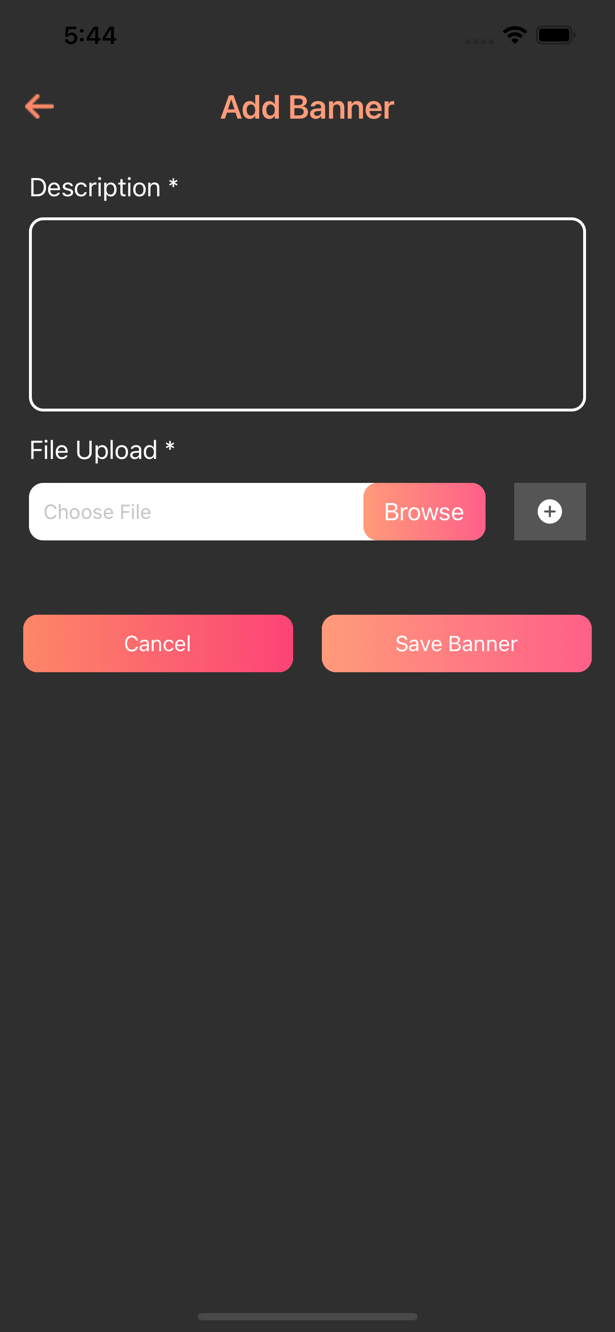 5:44
Add Banner
Description *
File Upload *
Choose File
Browse
Cancel
Save Banner